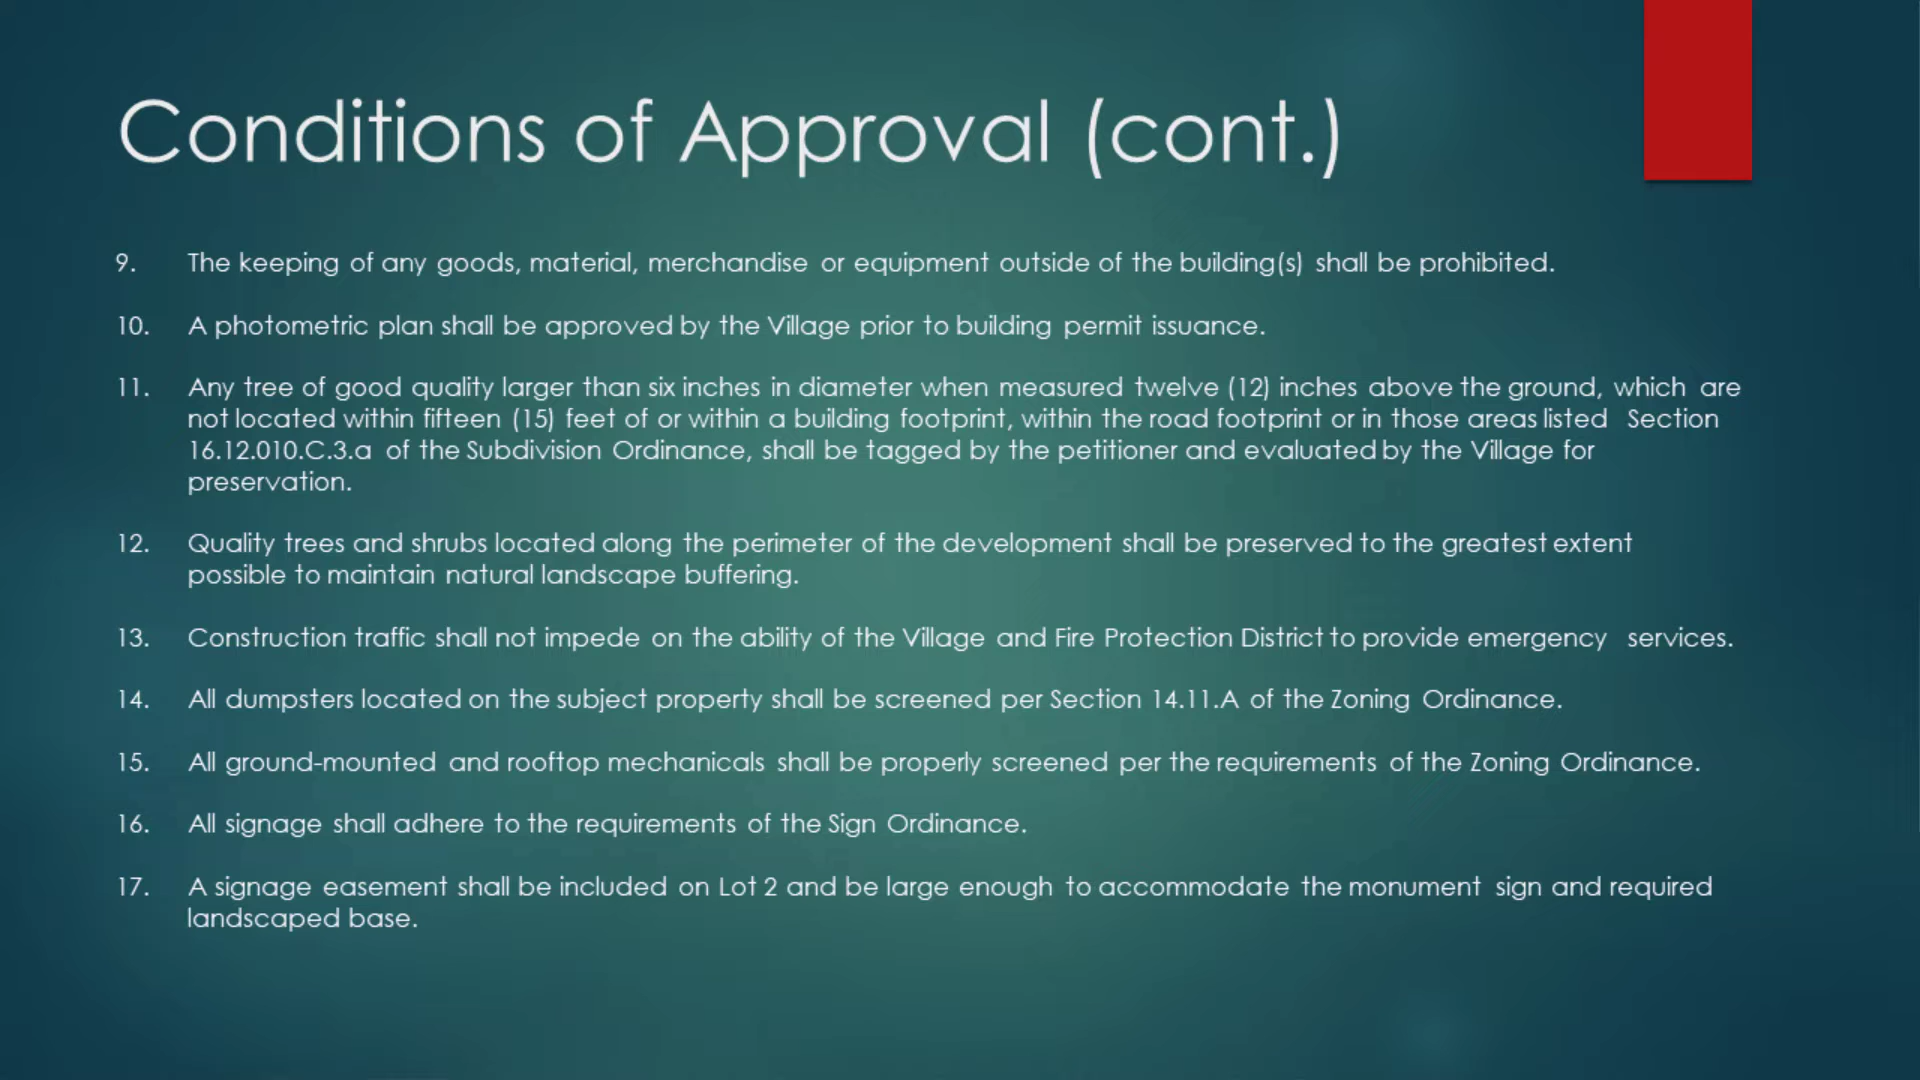 Conditions of Approval (cont.)
9. The keeping of any goods, material, merchandise or equipment outside of the building(s) shall be prohibited.
10. A photometric plan shall be approved by the Village prior to building permit issuance.
11. Any tree of good quality larger than six inches in diameter when measured twelve (12) inches above the ground, which are
not located within fifteen (15) feet of or within a building footprint, within the road footprint or in those areas listed Section
16.12.010.C.3.a of the Subdivision Ordinance, shall be tagged by the petitioner and evaluated by the Village for
preservation.
12. Quality trees and shrubs located along the perimeter of the development shall be preserved to the greatest extent
possible to maintain natural landscape buffering.
13. Construction traffic shall not impede on the ability of the Village and Fire Protection District to provide emergency services.
14. All dumpsters located on the subject property shall be screened per Section 14.11.A of the Zoning Ordinance.
15. All ground-mounted and rooftop mechanicals shall be properly screened per the requirements of the Zoning Ordinance.
16. All signage shall adhere to the requirements of the Sign Ordinance.
17. A signage easement shall be included on Lot 2 and be large enough to accommodate the monument sign and required
landscaped base.